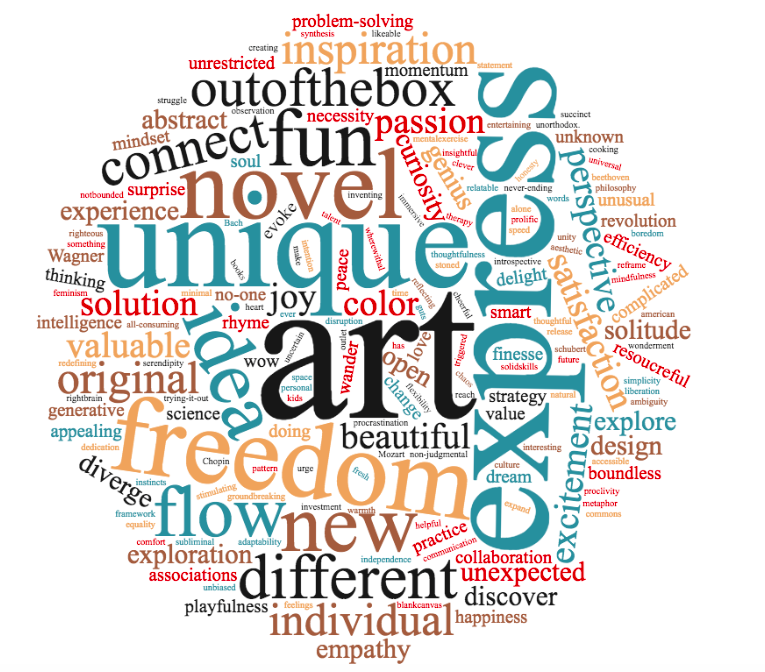 problem-solving
synthesis
likeable
creating
inspiration
unrestricted
momentum
statement
outofthebox
struggle
observation
express
succinct
abstract
necessity
passion
entertaining
unorthodox.
mindset
connect
fun
mentalexercise
unknown
soul
curiosity
genius
insightful
clever
cooking
universal
perspective
honesty
notbounded
surprise
novel
inventing
relatable
never-ending
beethoven
philosophy
words
unusual
experience
evoke
immersive
alone
prolific
speed
revolution
righteous
something
Bach
talent
wherewithal
therapy
unity
aesthetic
boredom
efficiency
Wagner
unique
make
intention
peace
thoughtfulness
stoned
introspective
reframe
mindfulness
thinking
books
delight
satisfaction
complicated
feminism
solution
minimal
no-one
heart
joy
color
time
reflecting
guts
cheerful
smart
intelligence
all-consuming
rhyme
ever
disruption
thoughtful
release
american
solitude
valuable
idea
art
outlet
has
love
triggered
wonderment
redefining
serendipity
wow
uncertain
wander
open
finesse
schubert
future
resoucreful
solidskills
original
space
personal
kids
change
flexibility
chaos
simplicity
liberation
ambiguity
rightbrain
trying-it-out
reach
strategy
natural
generative
science
value
procrastination
explore
appealing
freedom
doing
beautiful
excitement
dedication
Mozart
non-judgmental
interesting
design
diverge
Chopin
pattern
urge
fresh
culture
accessible
boundless
instincts
stimulating
groundbreaking
dream
proclivity
metaphor
commons
framework
equality
flow
investment
warmth
new
expand
helpful
practice
comfort
subliminal
adaptability
communication
exploration
independence
collaboration
associations
unbiased
different
unexpected
playfulness
feelings
blankcanvas
discover
individual
happiness
empathy